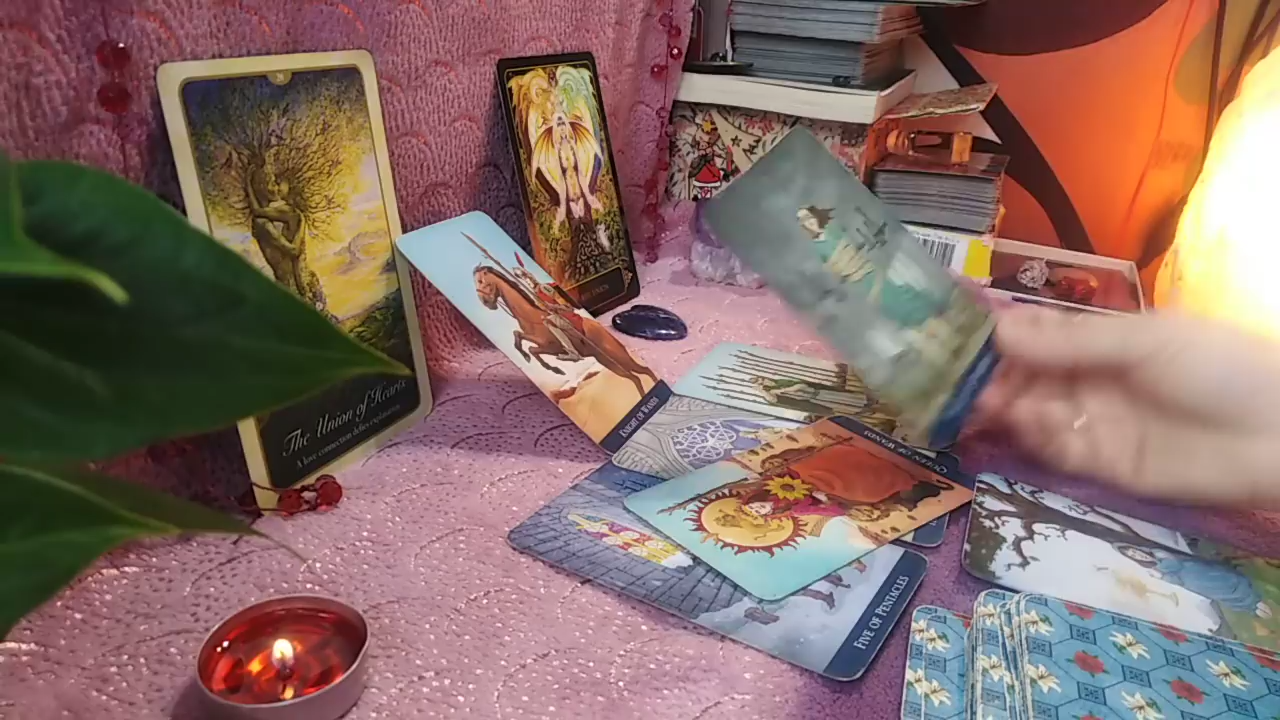 The Union of Hearts
A love connection defies explanation.
KNIGHT OF WANDS
QUEEN OF WANDS
FIVE OF PENTACLES